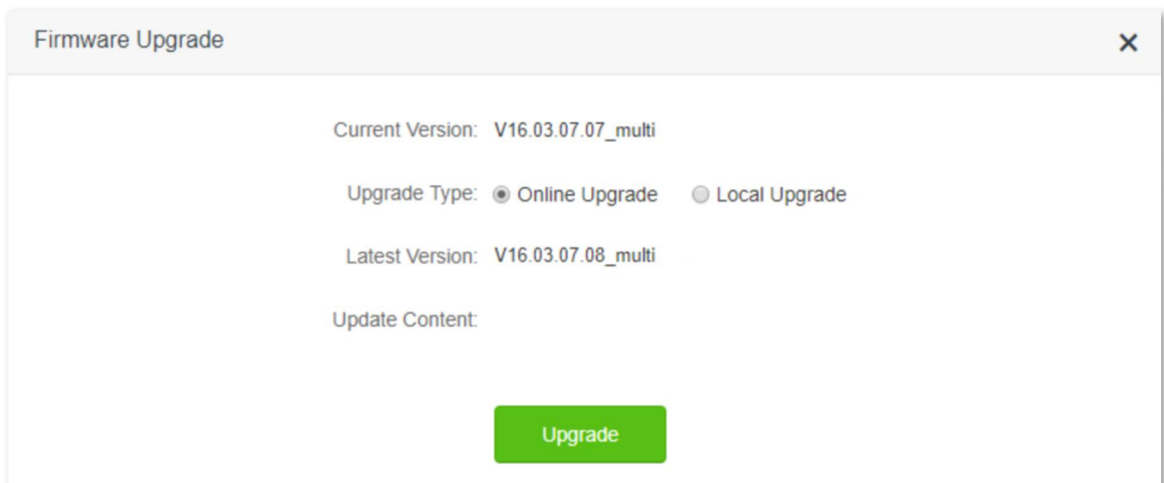 Firmware Upgrade
Current Version: V16.03.07.07_multi
Upgrade Type: Online Upgrade Local Upgrade
Latest Version: V16.03.07.08_multi
Update Content:
Upgrade